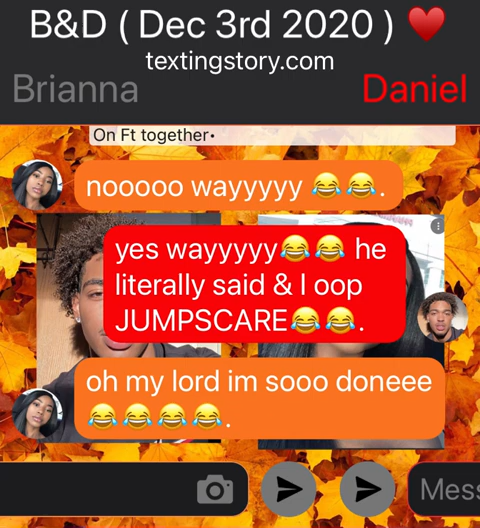 B&D ( Dec 3rd 2020 ) ♥️
textingstory.com
Brianna
Daniel
On Ft together•
nooooo wayyyyy 😂😂.
yes wayyyyy😂😂 he
literally said & I oop
JUMPSCARE😂😂.
oh my lord im sooo doneee
😂😂😂😂.
Mess